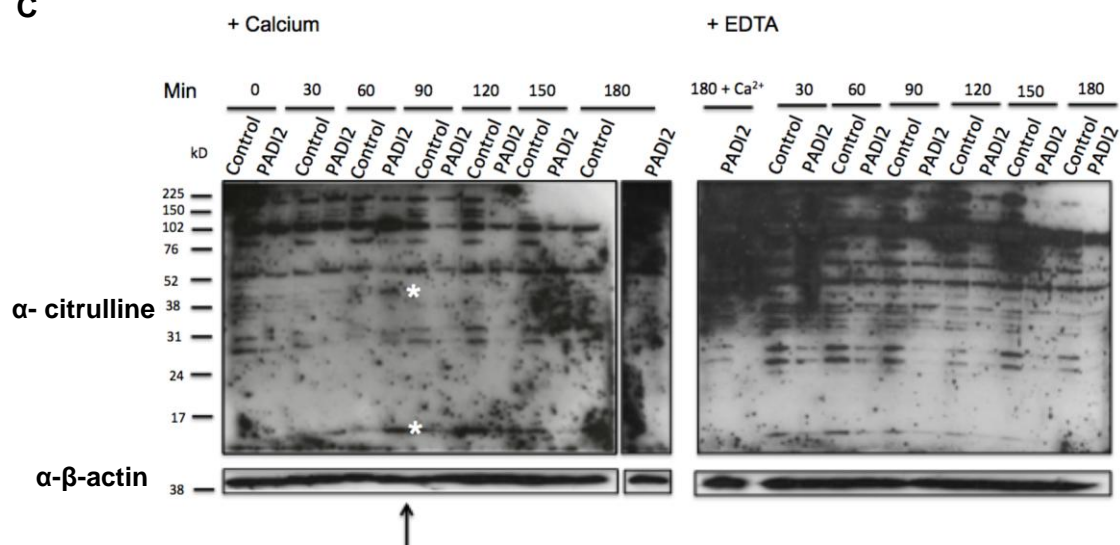 C
+ Calcium
+ EDTA
Min 0 30 60 90 120 150 180
180 + Ca²⁺ 30 60 90 120 150 180
kD
Control PADI2 Control PADI2 Control PADI2 Control PADI2 Control PADI2 Control PADI2 Control PADI2
PADI2 Control PADI2 Control PADI2 Control PADI2 Control PADI2 Control PADI2 Control PADI2
225
150
102
76
52
*
38
α- citrulline
31
24
17
*
α-β-actin
38